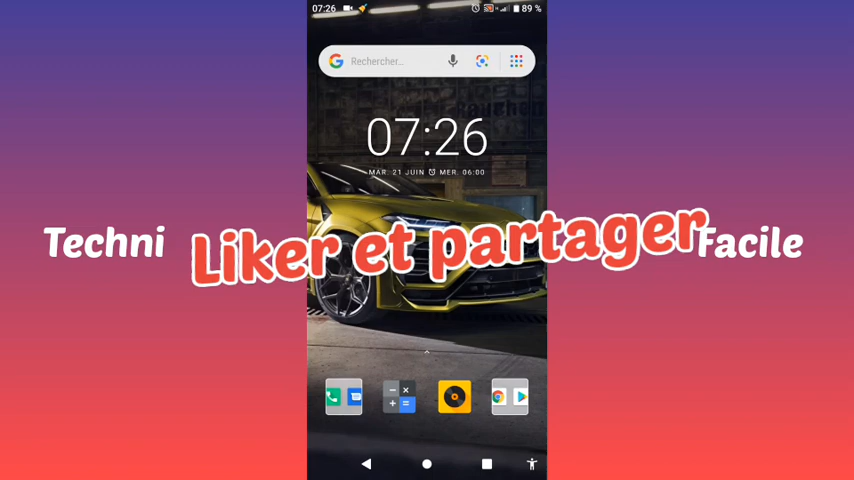 07:26
89 %
Rechercher...
07:26
MAR. 21 JUIN MER. 06:00
Techni
Liker et partager
Facile